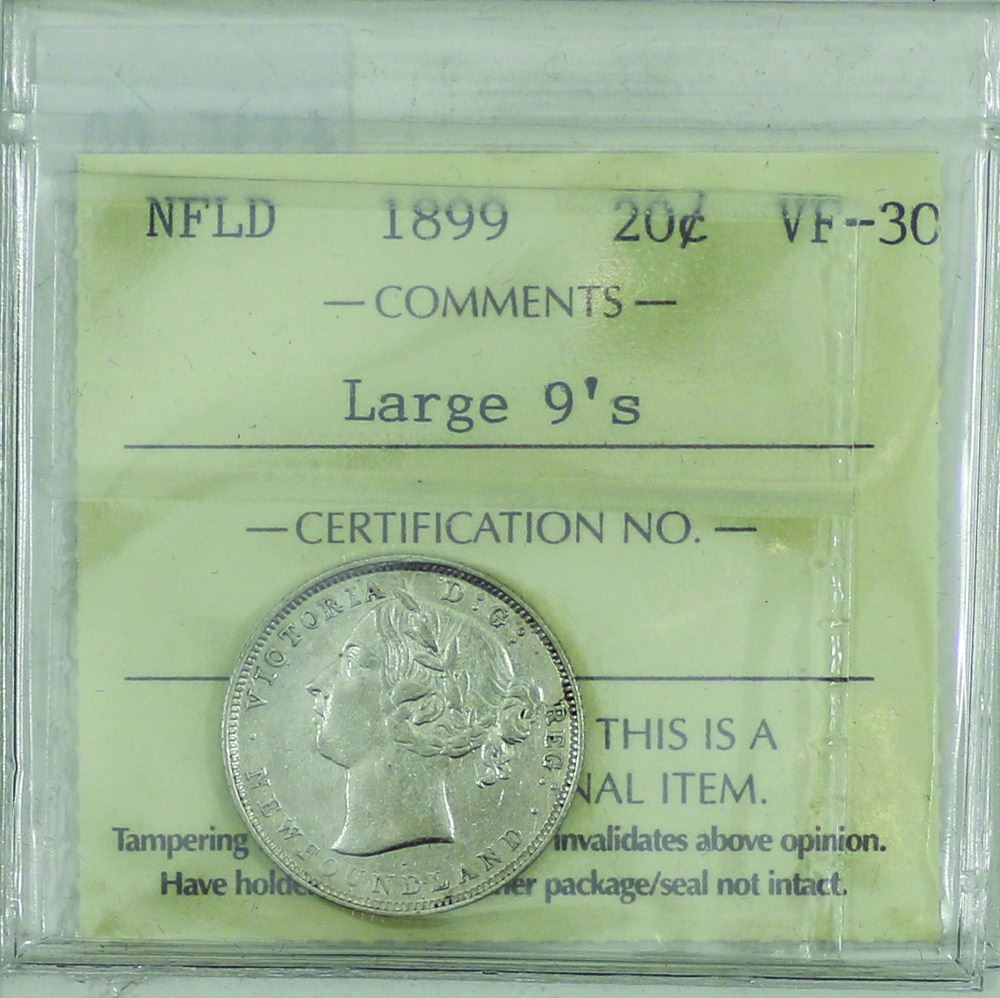 NFLD 1899 20¢ VF-30
— COMMENTS —
Large 9's
— CERTIFICATION NO. —
THIS IS A
NAL ITEM.
Tampering invalidates above opinion.
Have holde er package/seal not intact.
VICTORIA D:G: REG:
NEWFOUNDLAND